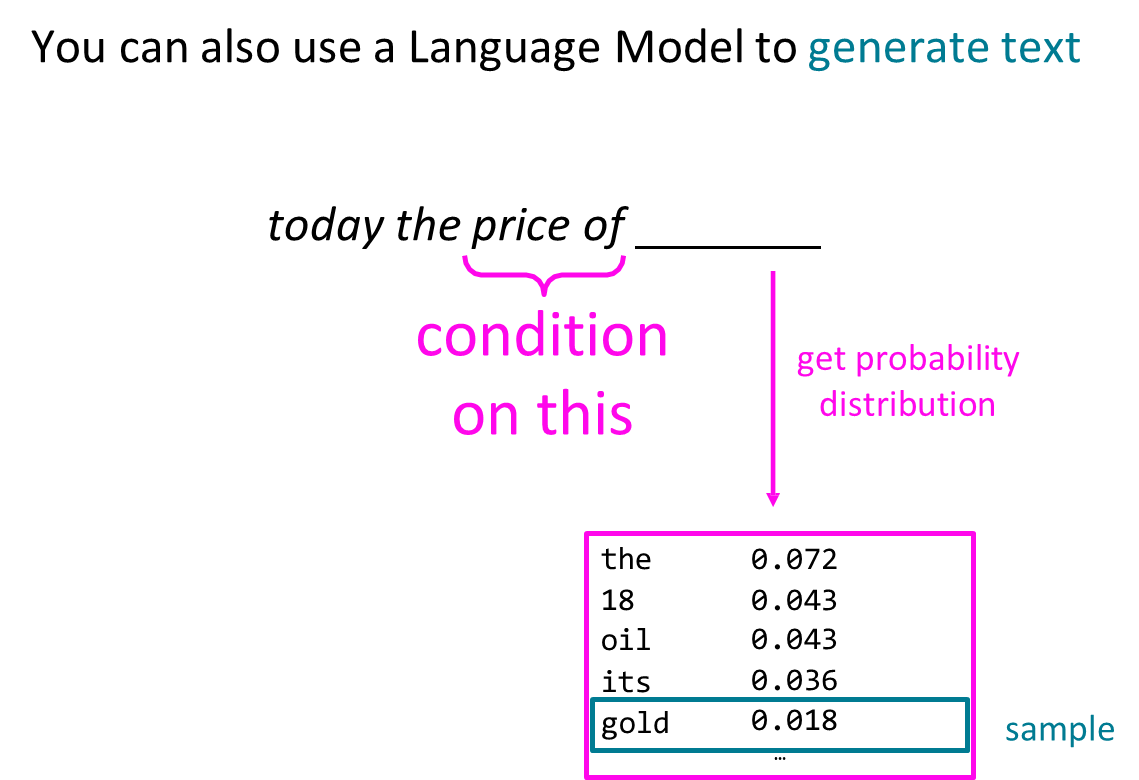 You can also use a Language Model to generate text
today the price of ________
condition
on this
get probability
distribution
the 0.072
18 0.043
oil 0.043
its 0.036
gold 0.018
sample
…